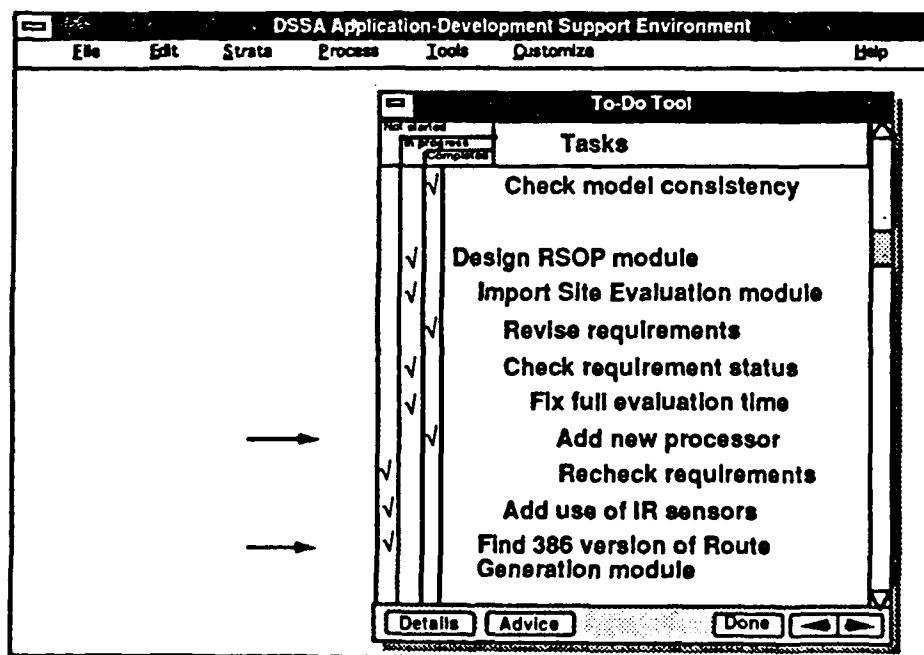 DSSA Application-Development Support Environment
File Edit Strata Process Tools Customize Help
To-Do Tool
Not started
In progress
Completed
Tasks
√ Check model consistency
√ Design RSOP module
√ Import Site Evaluation module
√ Revise requirements
√ Check requirement status
√ Fix full evaluation time
√ Add new processor
√ Recheck requirements
√ Add use of IR sensors
√ Find 386 version of Route
Generation module
Details Advice Done